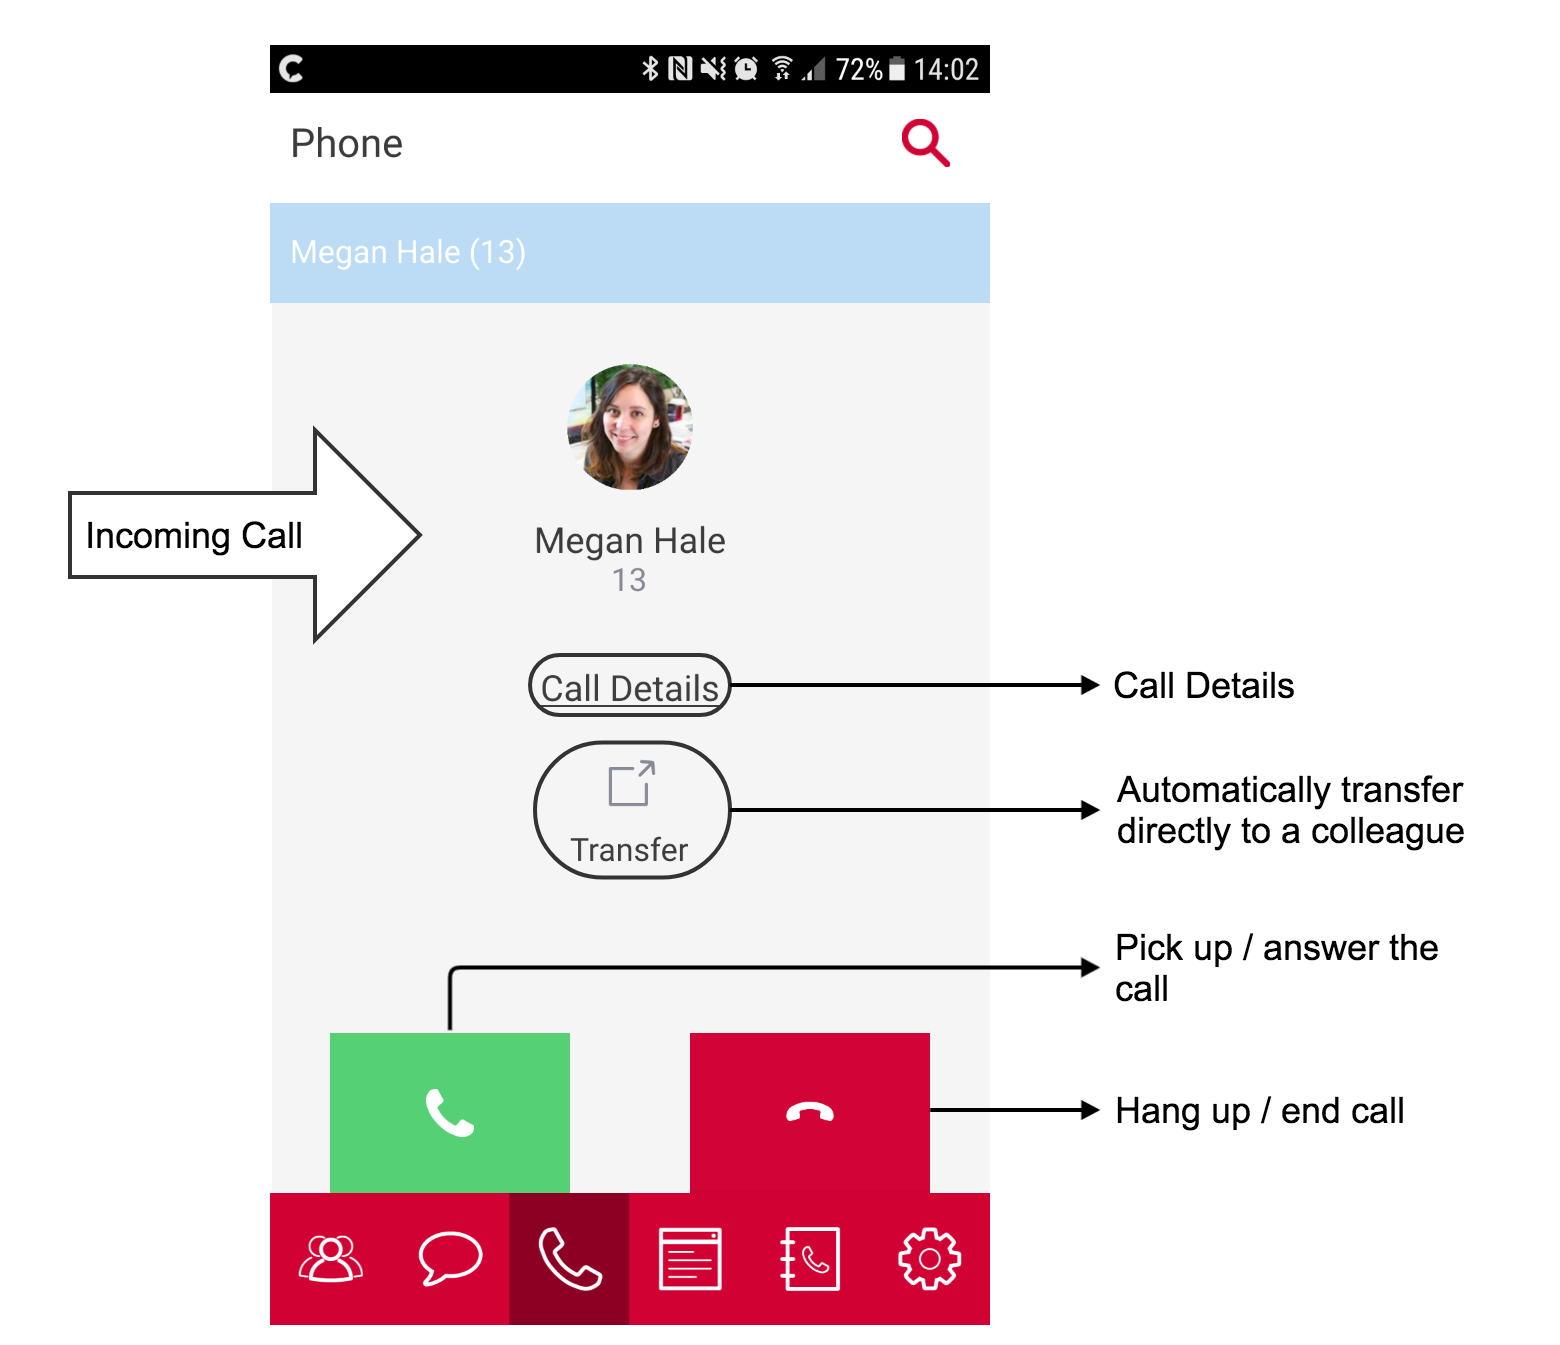 72% 14:02
Phone
Megan Hale (13)
Incoming Call
Megan Hale
13
Call Details
Call Details
Transfer
Automatically transfer
directly to a colleague
Pick up / answer the
call
Hang up / end call